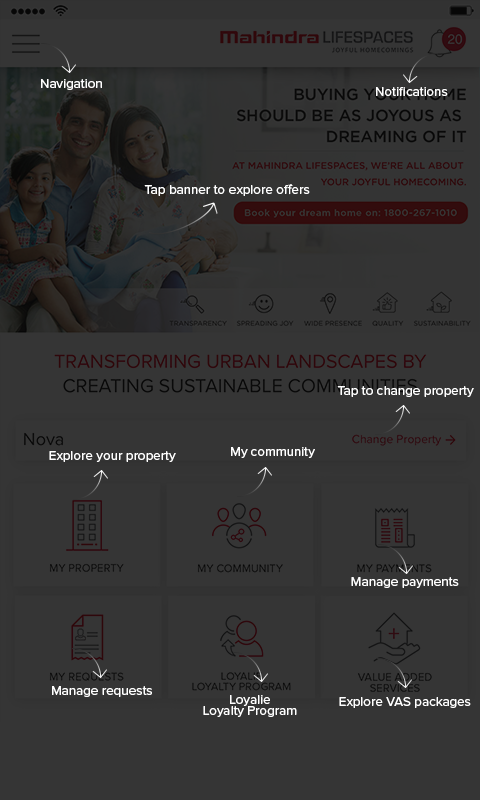 Mahindra LIFESPACES
JOYFUL HOMECOMINGS
20
Navigation
Notifications
BUYING YOUR HOME
SHOULD BE AS JOYOUS AS
DREAMING OF IT
AT MAHINDRA LIFESPACES, WE'RE ALL ABOUT
YOUR JOYFUL HOMECOMING.
Tap banner to explore offers
Book your dream home on: 1800-267-1010
TRANSPARENCY SPREADING JOY WIDE PRESENCE QUALITY SUSTAINABILITY
TRANSFORMING URBAN LANDSCAPES BY
CREATING SUSTAINABLE COMMUNITIES
Tap to change property
Nova
Change Property
Explore your property
My community
MY PROPERTY
MY COMMUNITY
MY PAYMENTS
Manage payments
MY REQUESTS
Manage requests
LOYALIE
LOYALTY PROGRAM
Loyalie
Loyalty Program
VALUE ADDED
SERVICES
Explore VAS packages